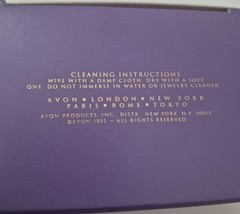 CLEANING INSTRUCTIONS
WIPE WITH A DAMP CLOTH. DRY WITH A SOFT
ONE. DO NOT IMMERSE IN WATER OR JEWELRY CLEANER.
AVON • LONDON • NEW YORK
PARIS • ROME • TOKYO
AVON PRODUCTS, INC., DISTR., NEW YORK, N.Y.
©AVON 1995 — ALL RIGHTS RESERVED